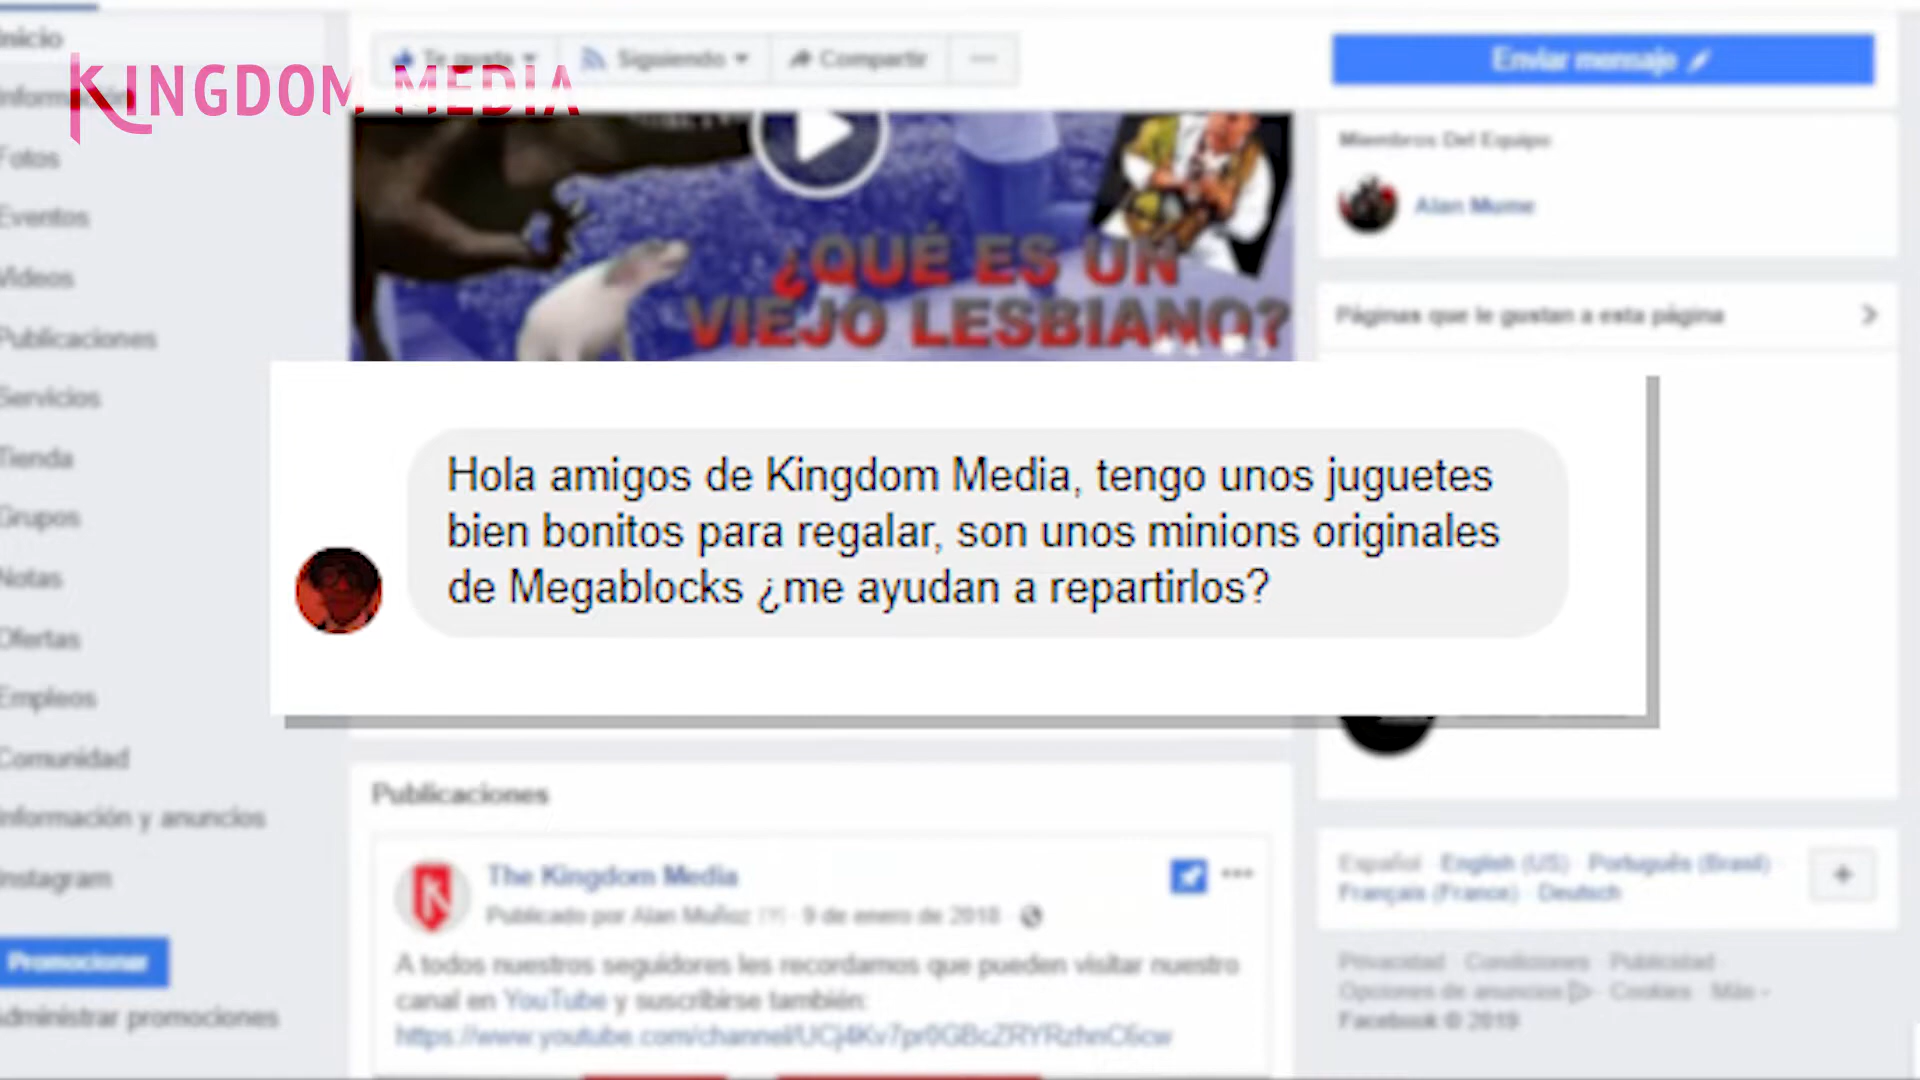 Inicio
Información
Fotos
Eventos
Videos
Publicaciones
Servicios
Tienda
Grupos
Notas
Ofertas
Empleos
Comunidad
Información y anuncios
Instagram
Promocionar
Administrar promociones
KINGDOM MEDIA
Te gusta
Siguiendo
Compartir
Enviar mensaje
¿QUÉ ES UN
VIEJO LESBIANO?
Miembros Del Equipo
Alan Mume
Páginas que le gustan a esta página
Hola amigos de Kingdom Media, tengo unos juguetes
bien bonitos para regalar, son unos minions originales
de Megablocks ¿me ayudan a repartirlos?
Publicaciones
The Kingdom Media
Publicado por Alan Muñoz [?] · 9 de enero de 2018 ·
A todos nuestros seguidores les recordamos que pueden visitar nuestro
canal en YouTube y suscribirse también:
https://www.youtube.com/channel/UCj4Kv7pr0GBcZRYRzhnC6cw
Español · English (US) · Português (Brasil) ·
Français (France) · Deutsch
Privacidad · Condiciones · Publicidad ·
Opciones de anuncios · Cookies · Más
Facebook © 2019